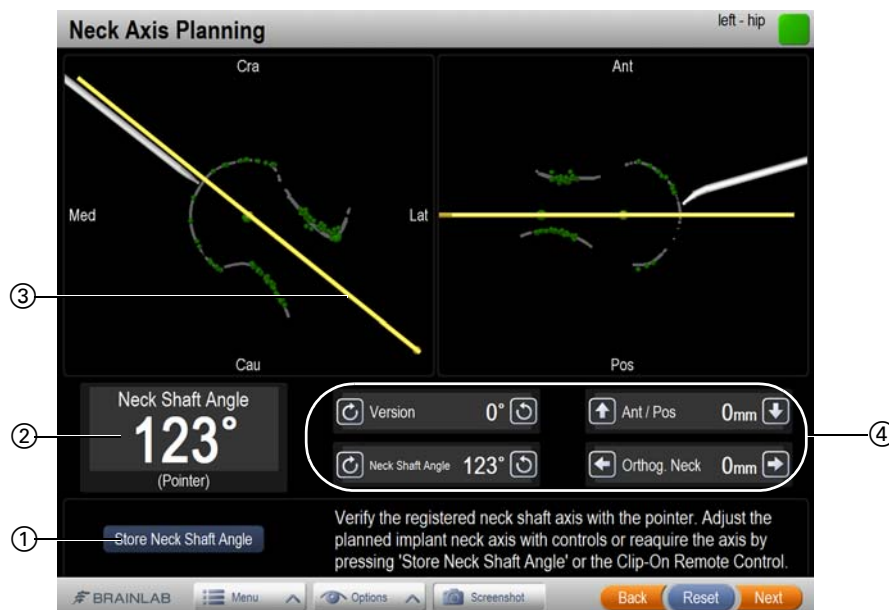 Neck Axis Planning
left - hip
Cra
Ant
Med
Lat
③
Cau
Pos
Neck Shaft Angle
123°
(Pointer)
②
Version 0°
Ant / Pos 0mm
Neck Shaft Angle 123°
Orthog. Neck 0mm
④
①
Store Neck Shaft Angle
Verify the registered neck shaft axis with the pointer. Adjust the
planned implant neck axis with controls or reaquire the axis by
pressing 'Store Neck Shaft Angle' or the Clip-On Remote Control.
BRAINLAB Menu Options Screenshot Back Reset Next